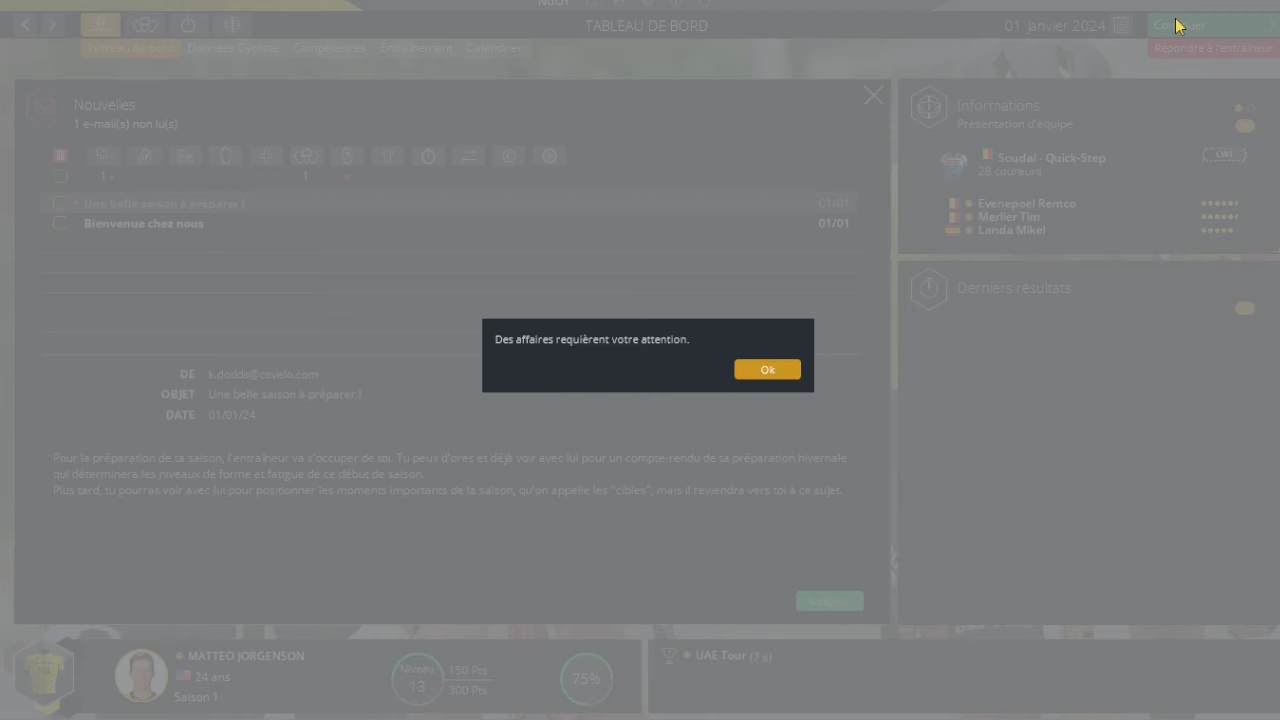 TABLEAU DE BORD
01 Janvier 2024
Continuer
Tableau de bord Données Cycliste Compétences Entraînement Calendrier
Répondre à l'entraîneur
Nouvelles
1 e-mail(s) non lu(s)
1
1
Une belle saison à préparer ! 01/01
Bienvenue chez nous 01/01
DE k.dodds@cyvelo.com
OBJET Une belle saison à préparer !
DATE 01/01/24
Pour la préparation de ta saison, l'entraîneur va s'occuper de toi. Tu peux d'ores et déjà voir avec lui pour un compte-rendu de ta préparation hivernale
qui déterminera les niveaux de forme et fatigue de ce début de saison.
Plus tard, tu pourras voir avec lui pour positionner les moments importants de la saison, qu'on appelle les "cibles", mais il reviendra vers toi à ce sujet.
Des affaires requièrent votre attention.
Ok
Informations
Présentation d'équipe
Soudal - Quick-Step
28 coureurs
Evenepoel Remco
Merlier Tim
Landa Mikel
Derniers résultats
MATTEO JORGENSON
24 ans
Saison 1
Niveau
13
150 Pts
300 Pts
75%
UAE Tour (7 s)